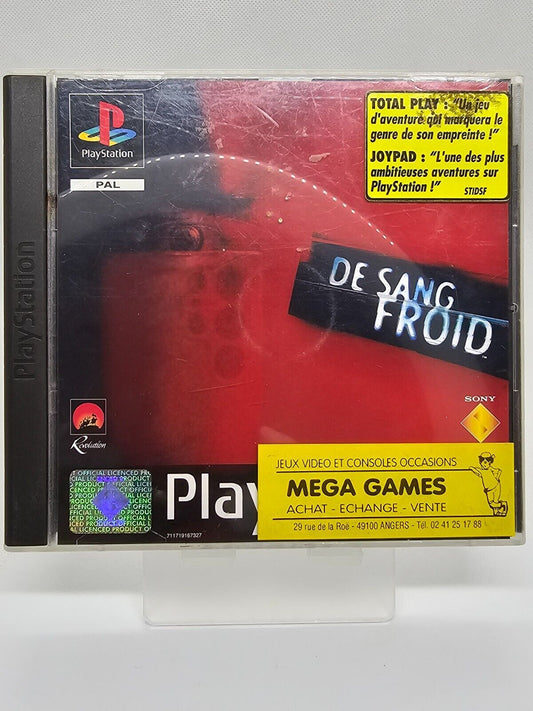 PlayStation
PAL
TOTAL PLAY : "Un jeu
d'aventure qui marquera le
genre de son empreinte !"
JOYPAD : "L'une des plus
ambitieuses aventures sur
PlayStation !"
STIDSF
PlayStation
DE SANG
FROID
TM
SONY
Revolution
OFFICIAL LICENCED PRODUCT
Play
711719167327
JEUX VIDEO ET CONSOLES OCCASIONS
MEGA GAMES
ACHAT - ECHANGE - VENTE
29 rue de la Roë - 49100 ANGERS - Tél. 02 41 25 17 88